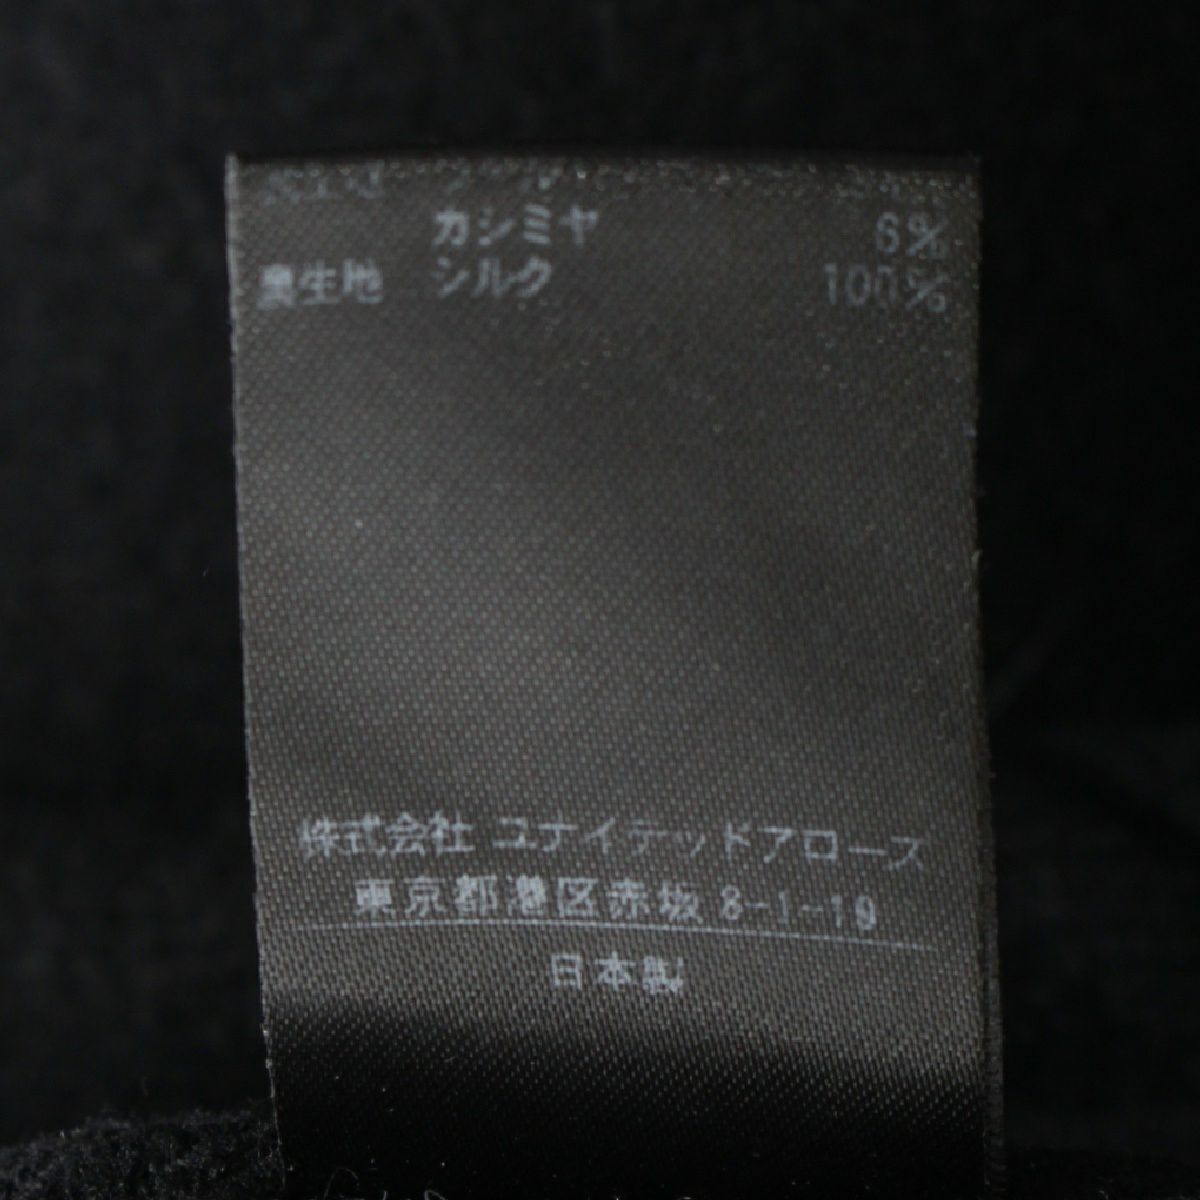 カシミヤ 6%
裏生地 シルク 100%
株式会社 ユナイテッドアローズ
東京都港区赤坂 8-1-19
日本製